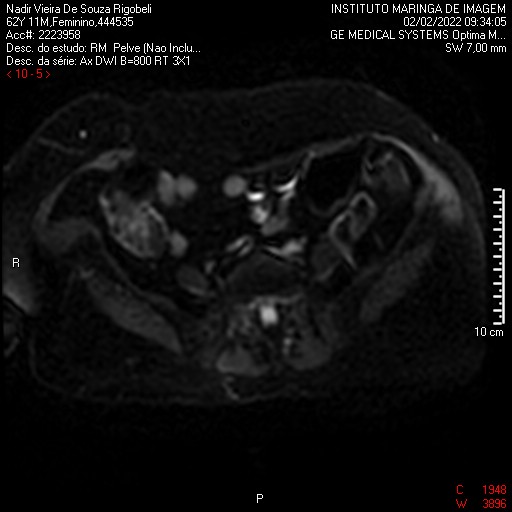 Nadir Vieira De Souza Rigobeli
62Y 11M,Feminino,444535
Acc#: 2223958
Desc. do estudo: RM Pelve (Nao Inclu...
Desc. da série: Ax DWI B=800 RT 3X1
< 10 - 5 >
INSTITUTO MARINGA DE IMAGEM
02/02/2022 09:34:05
GE MEDICAL SYSTEMS Optima M...
SW 7,00 mm
R
10 cm
P
C 1948
W 3896